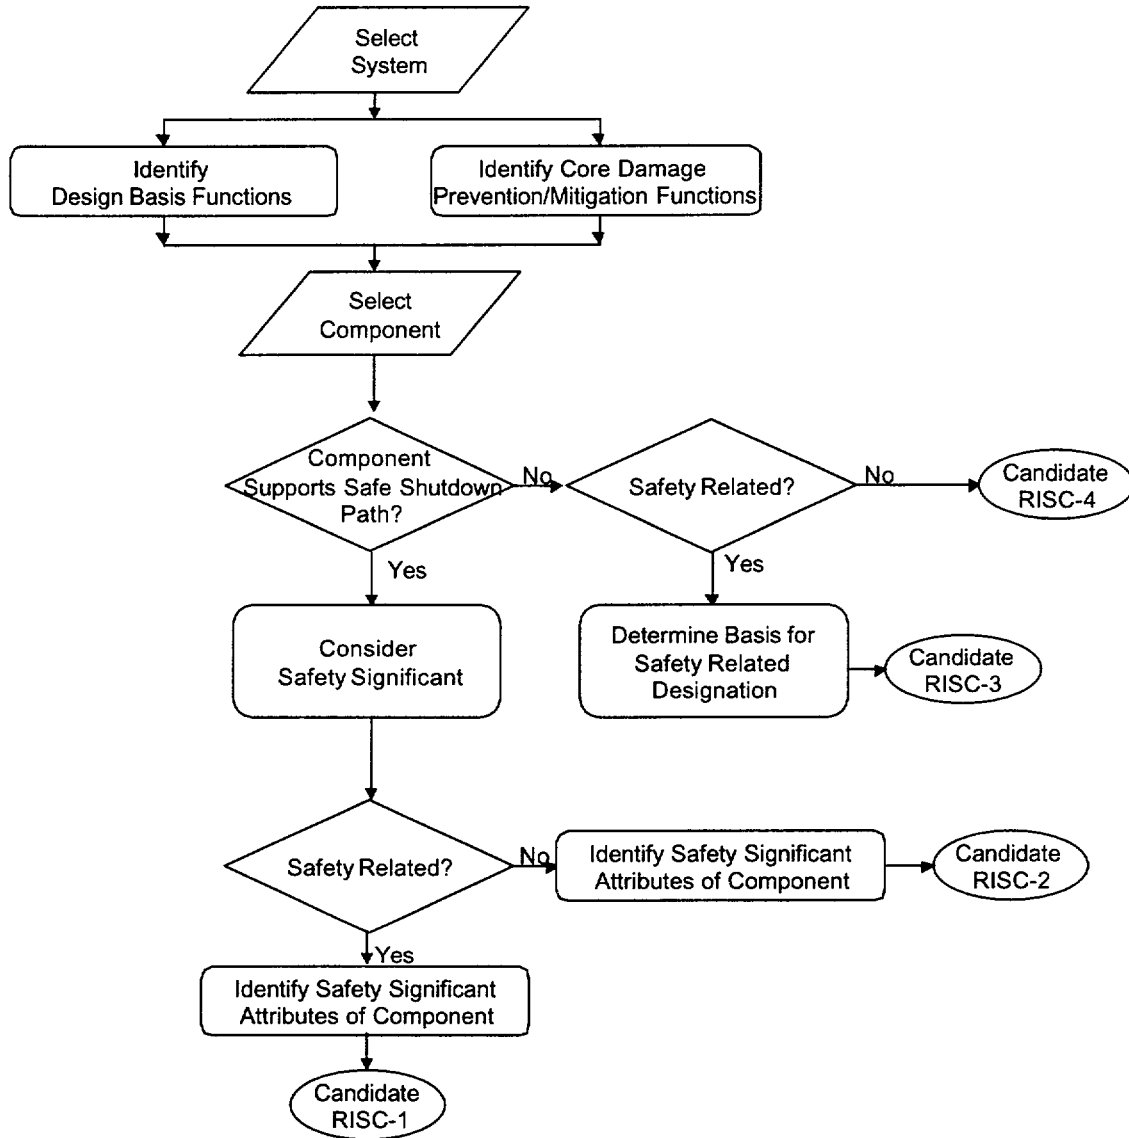 Select
System
Identify
Design Basis Functions
Identify Core Damage
Prevention/Mitigation Functions
Select
Component
Component
Supports Safe Shutdown
Path?
No
Safety Related?
No
Candidate
RISC-4
Yes
Yes
Consider
Safety Significant
Determine Basis for
Safety Related
Designation
Candidate
RISC-3
Safety Related?
No
Identify Safety Significant
Attributes of Component
Candidate
RISC-2
Yes
Identify Safety Significant
Attributes of Component
Candidate
RISC-1